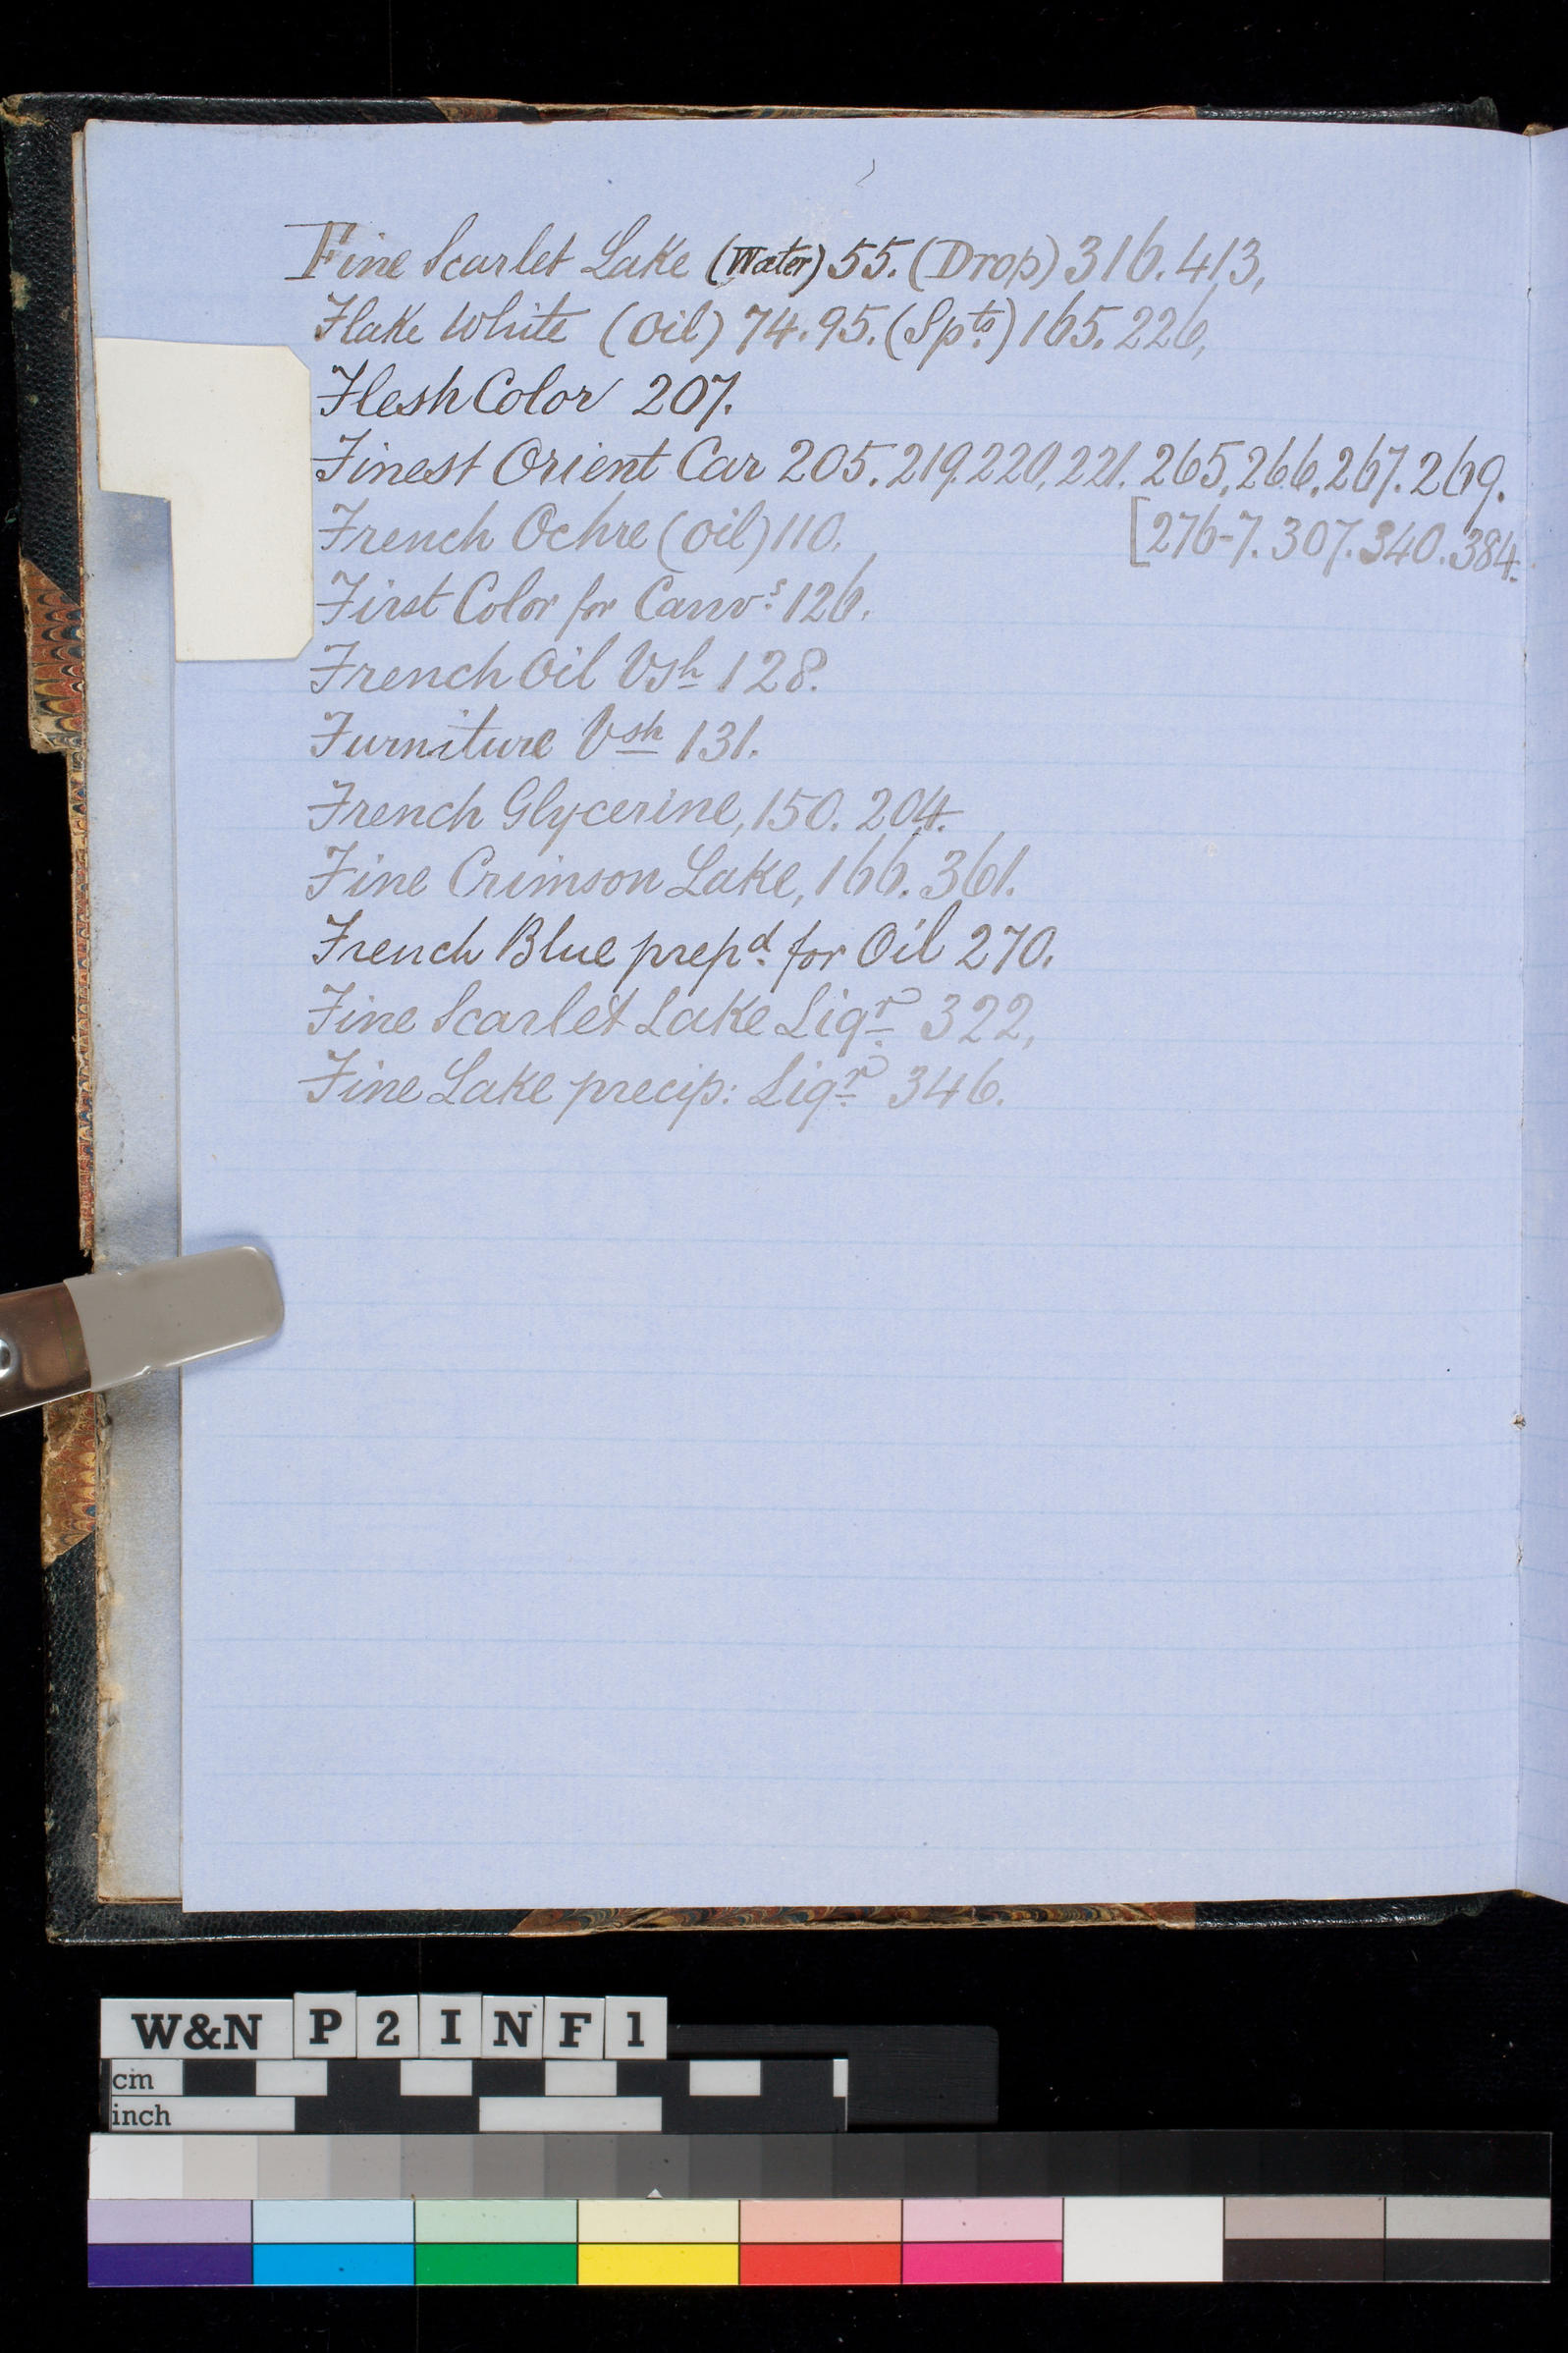 Fine Scarlet Lake (Water) 55. (Drop) 316. 413,
Flake White (Oil) 74. 95. (Spts.) 165. 226,
Flesh Color 207.
Finest Orient Car 205. 219. 220, 221. 265, 266, 267. 269.
[276-7. 307. 340. 384.
French Ochre (Oil) 110.
First Color for Canvs. 126.
French Oil Vsh 128.
Furniture Vsh 131.
French Glycerine, 150. 204.
Fine Crimson Lake, 166. 361.
French Blue prepd. for Oil 270.
Fine Scarlet Lake Liqr. 322,
Fine Lake precip: Liqr. 346.
W&N P 2 I N F 1
cm
inch